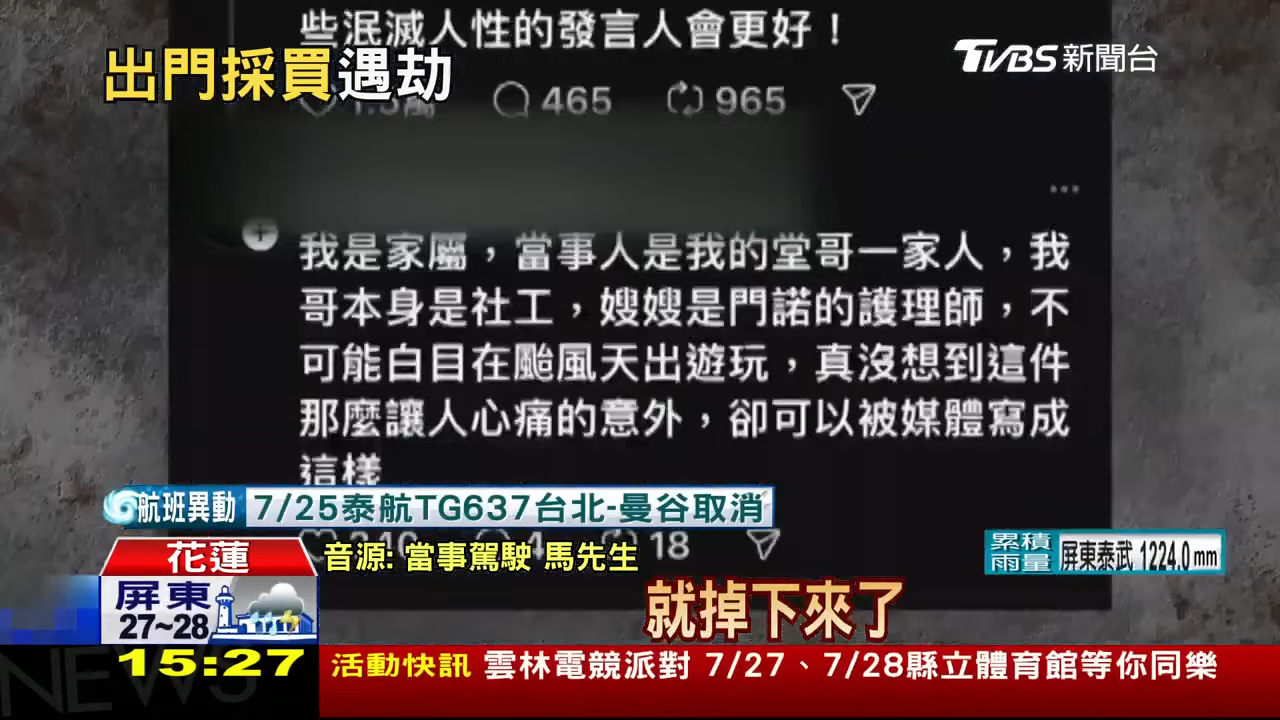 些泯滅人性的發言人會更好！
出門採買遇劫
TVBS新聞台
1.5萬 465 965
我是家屬，當事人是我的堂哥一家人，我
哥本身是社工，嫂嫂是門諾的護理師，不
可能白目在颱風天出遊玩，真沒想到這件
那麼讓人心痛的意外，卻可以被媒體寫成
這樣
航班異動 7/25泰航TG637台北-曼谷取消
18
花蓮
音源: 當事駕駛 馬先生
累積雨量 屏東泰武 1224.0mm
屏東
27~28
就掉下來了
15:27
活動快訊 雲林電競派對 7/27、7/28縣立體育館等你同樂
NEWS